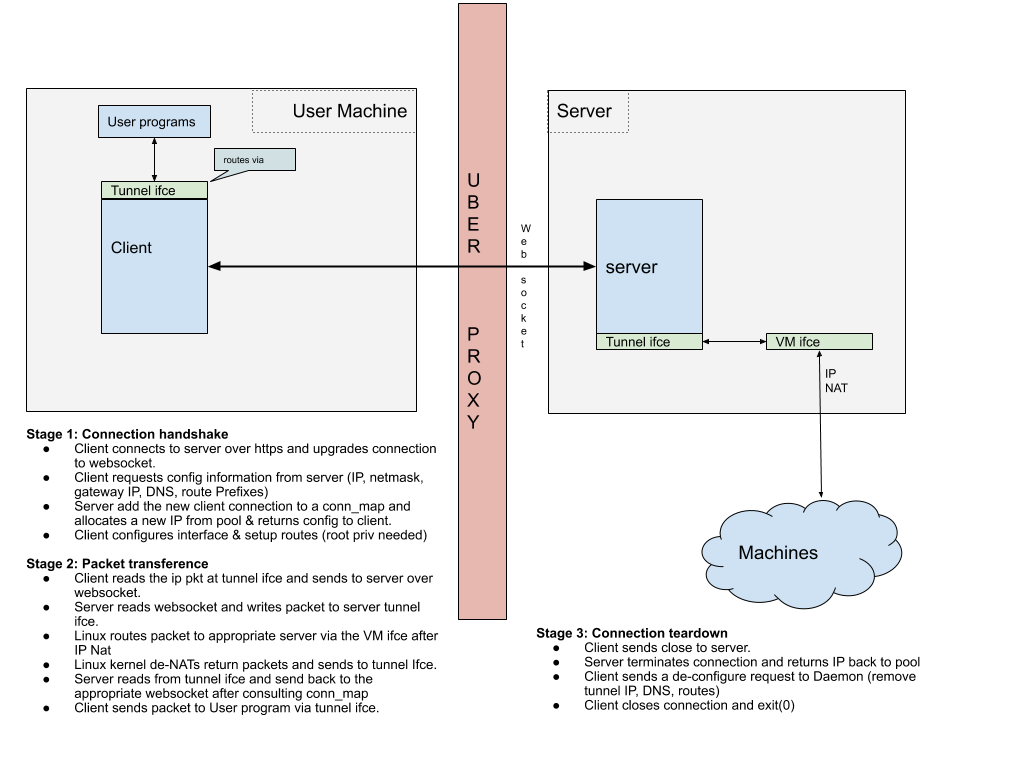 User Machine
User programs
routes via
Tunnel ifce
Client
UBER PROXY
Web socket
Server
server
Tunnel ifce
VM ifce
IP
NAT
Machines
Stage 1: Connection handshake
● Client connects to server over https and upgrades connection
to websocket.
● Client requests config information from server (IP, netmask,
gateway IP, DNS, route Prefixes)
● Server add the new client connection to a conn_map and
allocates a new IP from pool & returns config to client.
● Client configures interface & setup routes (root priv needed)
Stage 2: Packet transference
● Client reads the ip pkt at tunnel ifce and sends to server over
websocket.
● Server reads websocket and writes packet to server tunnel
ifce.
● Linux routes packet to appropriate server via the VM ifce after
IP Nat
● Linux kernel de-NATs return packets and sends to tunnel Ifce.
● Server reads from tunnel ifce and send back to the
appropriate websocket after consulting conn_map
● Client sends packet to User program via tunnel ifce.
Stage 3: Connection teardown
● Client sends close to server.
● Server terminates connection and returns IP back to pool
● Client sends a de-configure request to Daemon (remove
tunnel IP, DNS, routes)
● Client closes connection and exit(0)